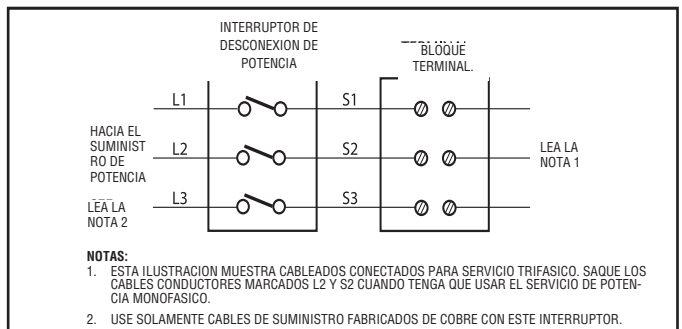 INTERRUPTOR DE
DESCONEXION DE
POTENCIA
BLOQUE
TERMINAL.
L1
S1
HACIA EL
SUMINIST
RO DE
POTENCIA
L2
S2
LEA LA
NOTA 1
L3
S3
LEA LA
NOTA 2
NOTAS:
1. ESTA ILUSTRACION MUESTRA CABLEADOS CONECTADOS PARA SERVICIO TRIFASICO. SAQUE LOS
CABLES CONDUCTORES MARCADOS L2 Y S2 CUANDO TENGA QUE USAR EL SERVICIO DE POTEN-
CIA MONOFASICO.
2. USE SOLAMENTE CABLES DE SUMINISTRO FABRICADOS DE COBRE CON ESTE INTERRUPTOR.